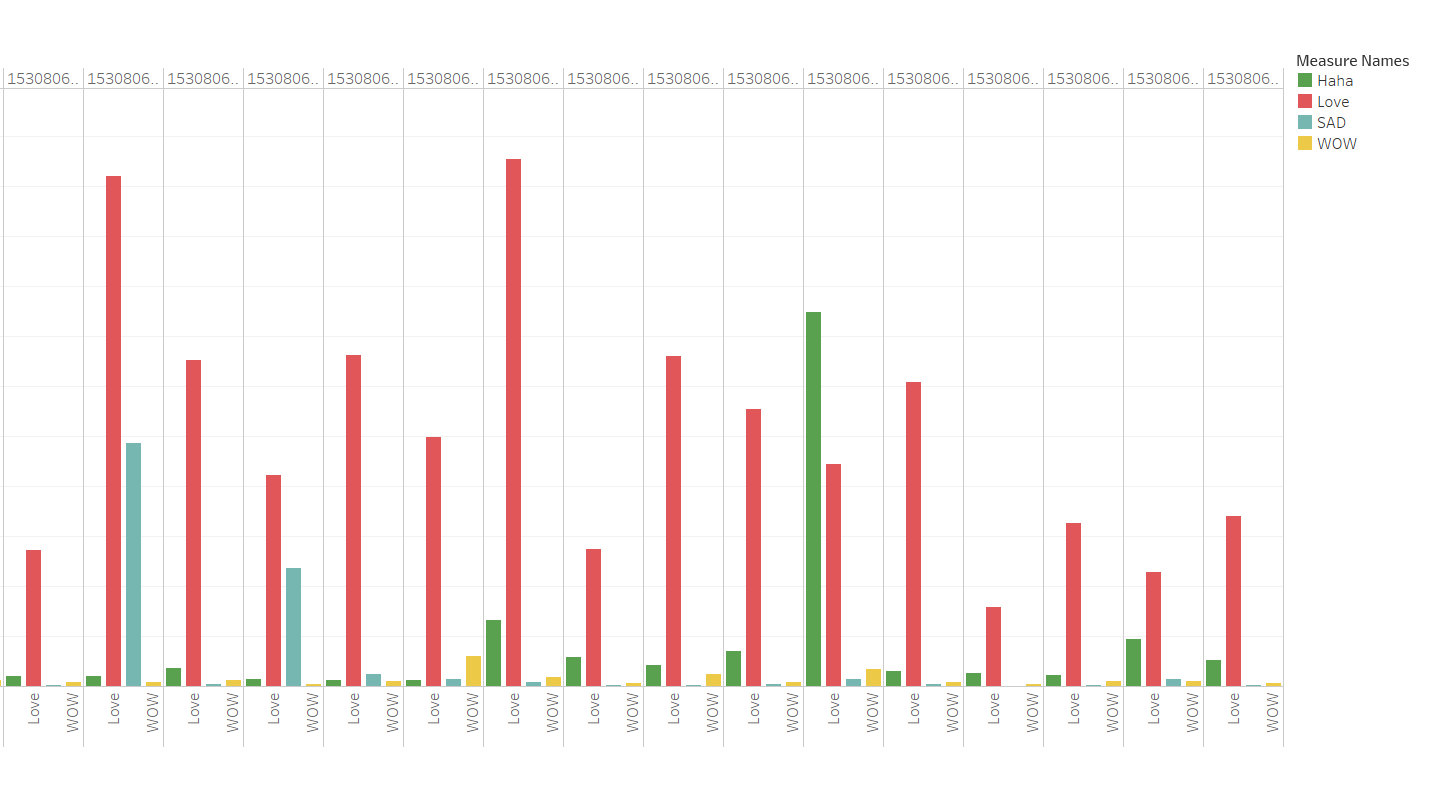 1530806.. 1530806.. 1530806.. 1530806.. 1530806.. 1530806.. 1530806.. 1530806.. 1530806.. 1530806.. 1530806.. 1530806.. 1530806.. 1530806.. 1530806.. 1530806..
Measure Names
Haha
Love
SAD
WOW
Love WOW Love WOW Love WOW Love WOW Love WOW Love WOW Love WOW Love WOW Love WOW Love WOW Love WOW Love WOW Love WOW Love WOW Love WOW Love WOW